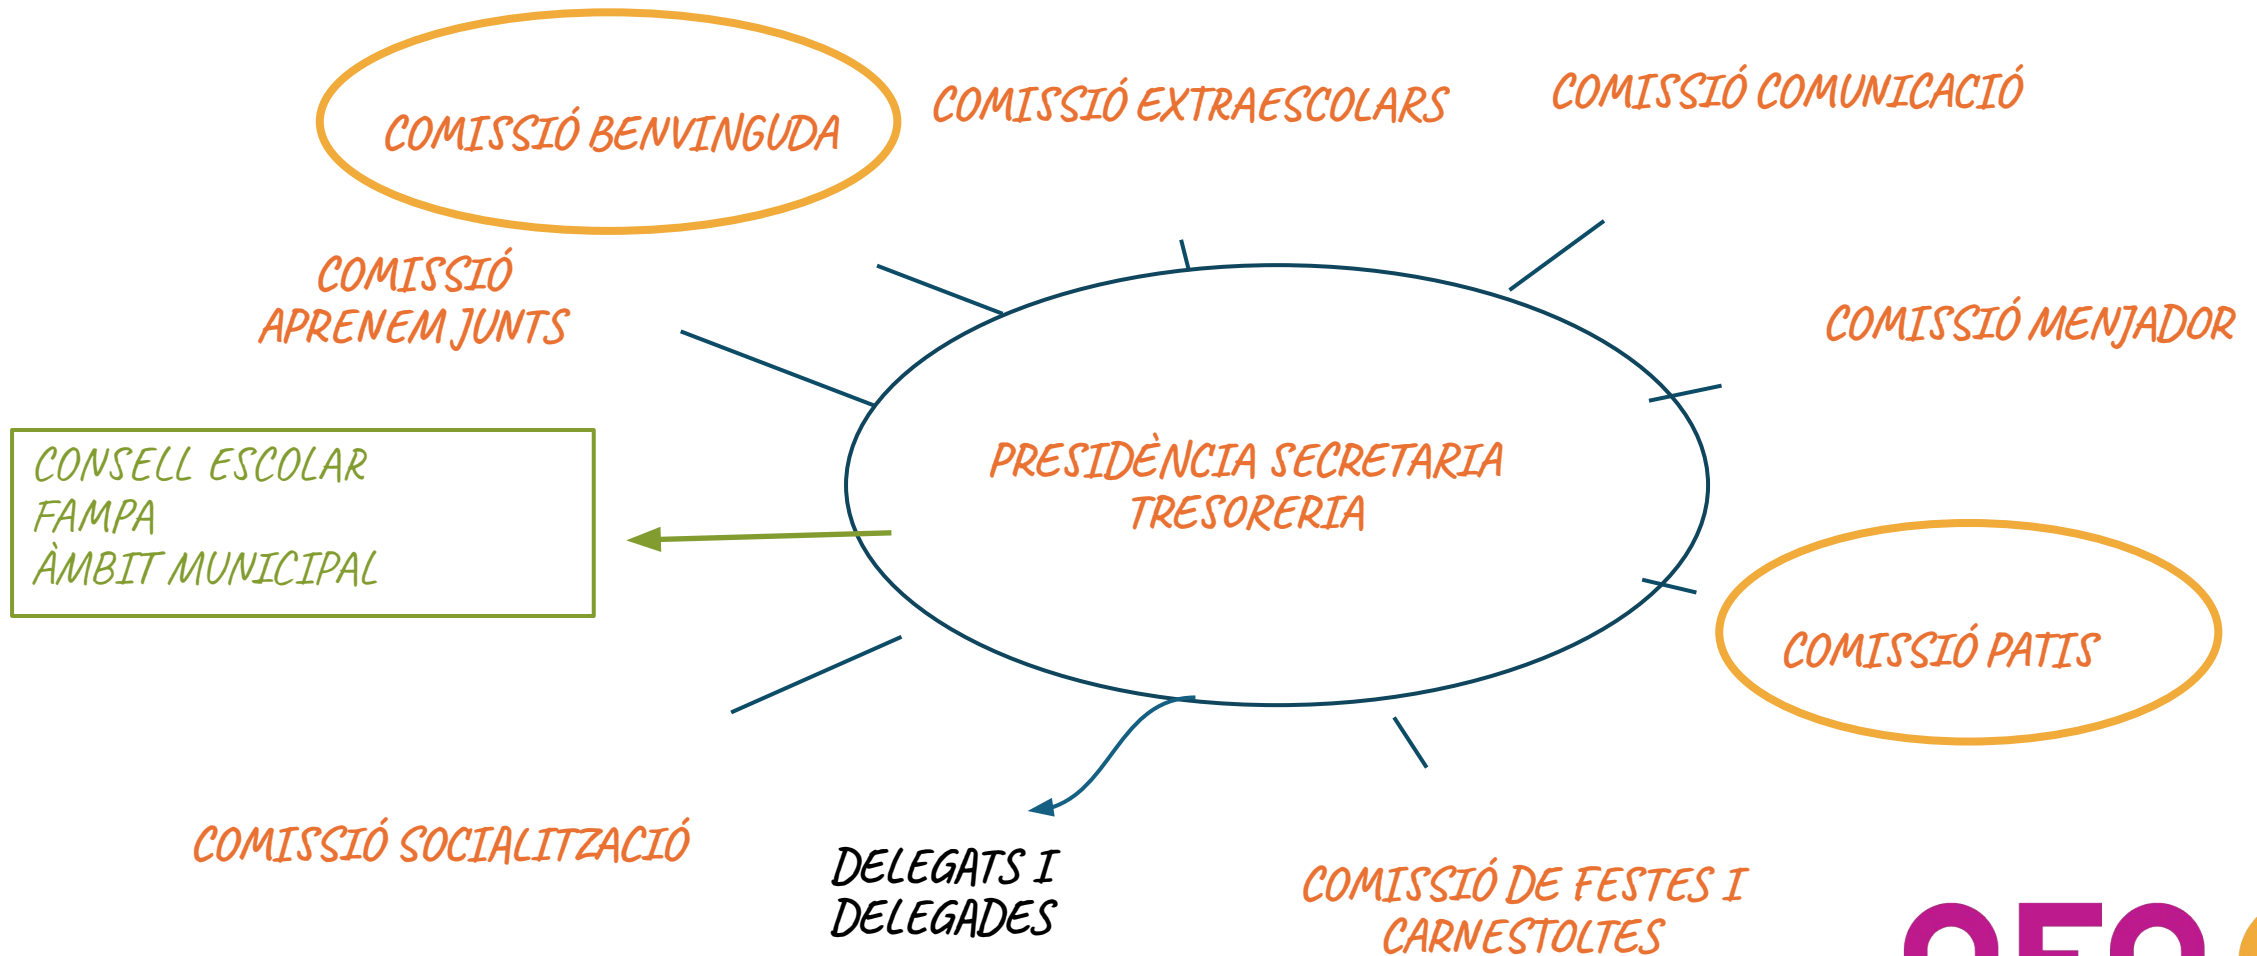 COMISSIÓ BENVINGUDA
COMISSIÓ EXTRAESCOLARS
COMISSIÓ COMUNICACIÓ
COMISSIÓ
APRENEM JUNTS
COMISSIÓ MENJADOR
CONSELL ESCOLAR
FAMPA
ÀMBIT MUNICIPAL
PRESIDÈNCIA SECRETARIA
TRESORERIA
COMISSIÓ PATIS
COMISSIÓ SOCIALITZACIÓ
DELEGATS I
DELEGADES
COMISSIÓ DE FESTES I
CARNESTOLTES